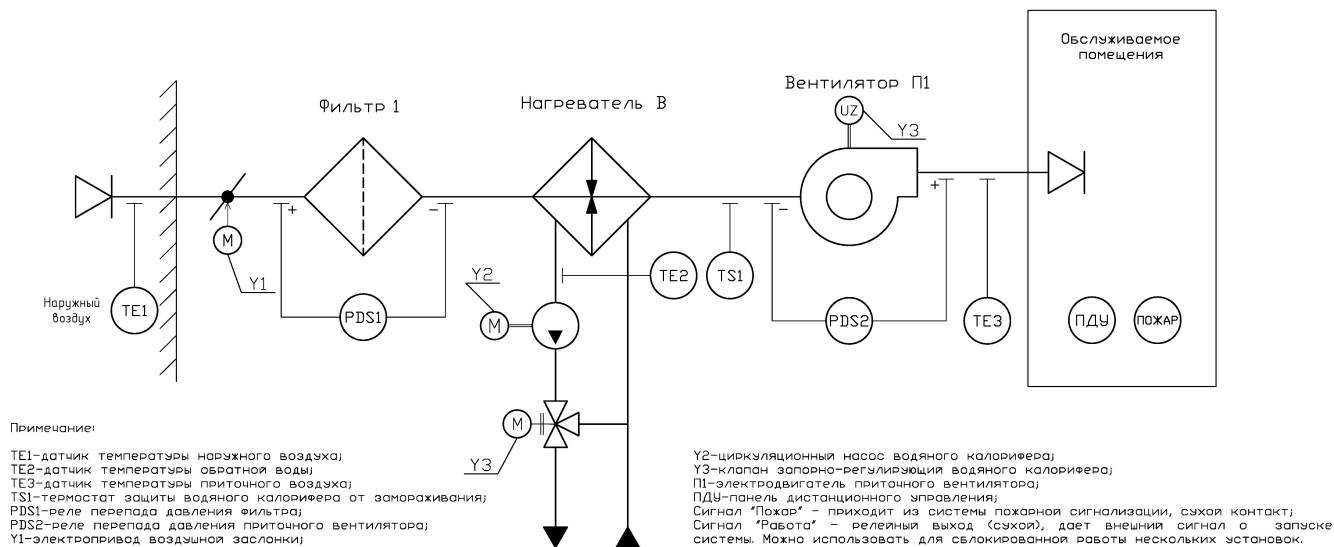 Обслуживаемое
помещения
Вентилятор П1
Фильтр 1
Нагреватель В
UZ
Y3
+
-
-
+
M
Y1
Y2
TE2
TS1
Наружный
воздух
TE1
PDS1
M
PDS2
TE3
ПДУ
ПОЖАР
M
Y3
Примечание:
TE1-датчик температуры наружного воздуха;
TE2-датчик температуры обратной воды;
TE3-датчик температуры приточного воздуха;
TS1-термостат защиты водяного калорифера от замораживания;
PDS1-реле перепада давления фильтра;
PDS2-реле перепада давления приточного вентилятора;
Y1-электропривод воздушной заслонки;
Y2-циркуляционный насос водяного калорифера;
Y3-клапан запорно-регулирующий водяного калорифера;
П1-электродвигатель приточного вентилятора;
ПДУ-панель дистанционного управления;
Сигнал "Пожар" - приходит из системы пожарной сигнализации, сухой контакт;
Сигнал "Работа" - релейный выход (сухой), дает внешний сигнал о запуске
системы. Можно использовать для сблокированной работы нескольких установок.